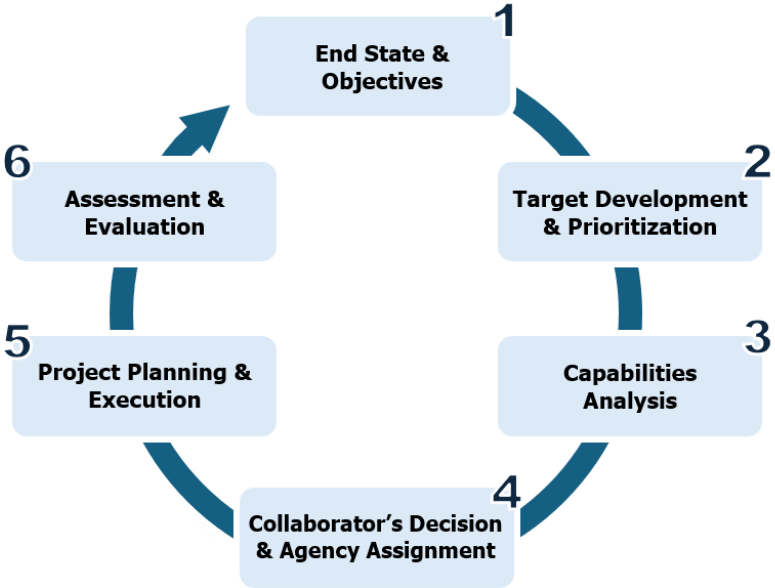 1
End State &
Objectives
2
Target Development
& Prioritization
3
Capabilities
Analysis
4
Collaborator’s Decision
& Agency Assignment
5
Project Planning &
Execution
6
Assessment &
Evaluation